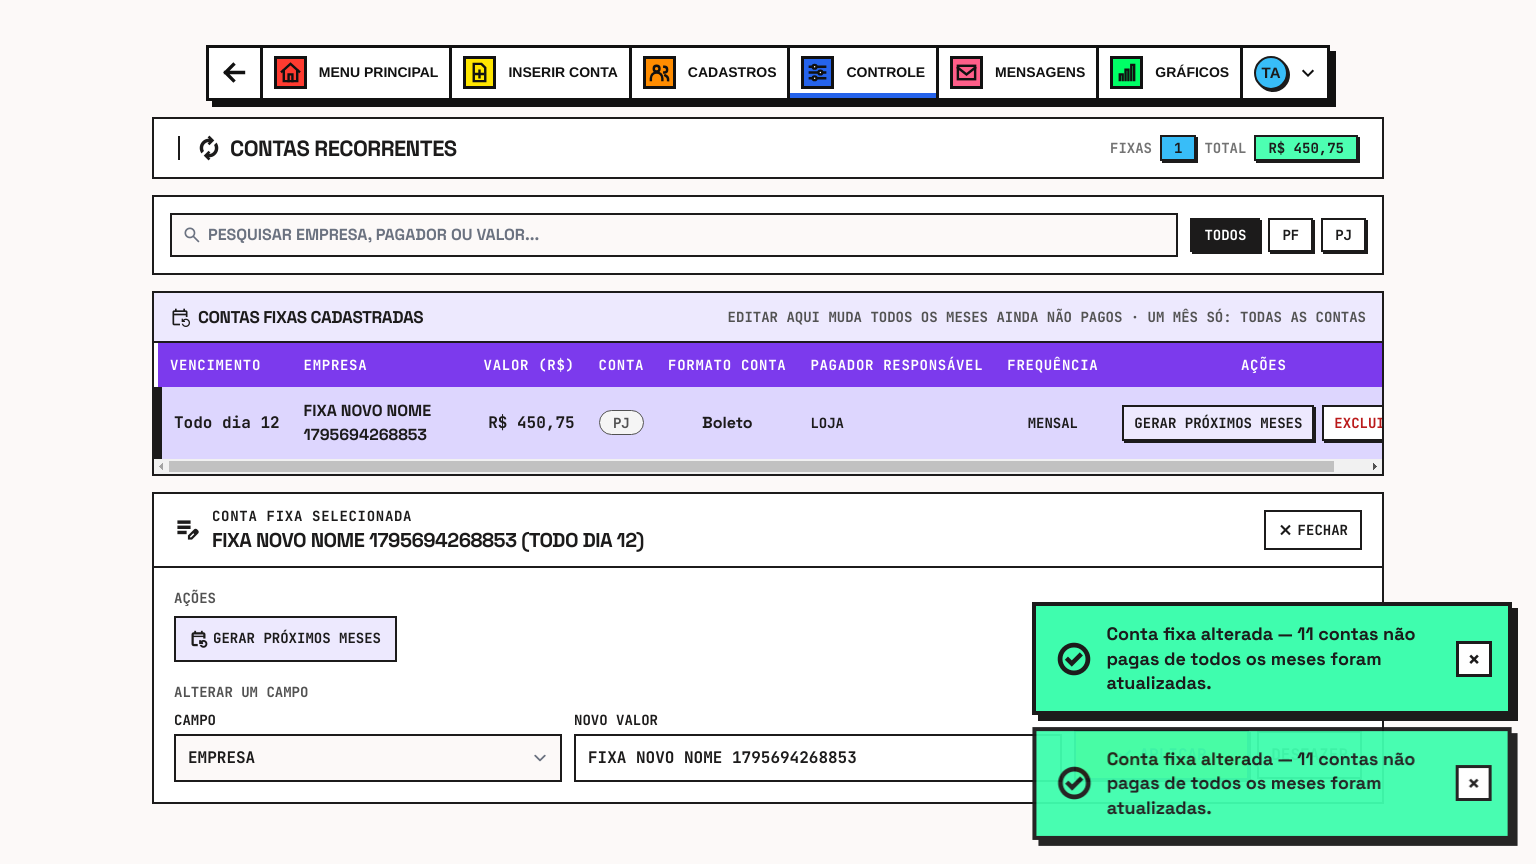 MENU PRINCIPAL
INSERIR CONTA
CADASTROS
CONTROLE
MENSAGENS
GRÁFICOS
TA
CONTAS RECORRENTES
FIXAS 1 TOTAL R$ 450,75
PESQUISAR EMPRESA, PAGADOR OU VALOR...
TODOS PF PJ
CONTAS FIXAS CADASTRADAS
EDITAR AQUI MUDA TODOS OS MESES AINDA NÃO PAGOS · UM MÊS SÓ: TODAS AS CONTAS
VENCIMENTO EMPRESA VALOR (R$) CONTA FORMATO CONTA PAGADOR RESPONSÁVEL FREQUÊNCIA AÇÕES
Todo dia 12 FIXA NOVO NOME 1795694268853 R$ 450,75 PJ Boleto LOJA MENSAL GERAR PRÓXIMOS MESES EXCLUI
CONTA FIXA SELECIONADA
FIXA NOVO NOME 1795694268853 (TODO DIA 12)
FECHAR
AÇÕES
GERAR PRÓXIMOS MESES
ALTERAR UM CAMPO
CAMPO
EMPRESA
NOVO VALOR
FIXA NOVO NOME 1795694268853
Conta fixa alterada — 11 contas não
pagas de todos os meses foram
atualizadas.
Conta fixa alterada — 11 contas não
pagas de todos os meses foram
atualizadas.